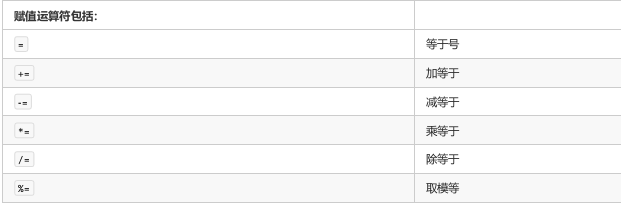 赋值运算符包括：
= 等于号
+= 加等于
-= 减等于
*= 乘等于
/= 除等于
%= 取模等